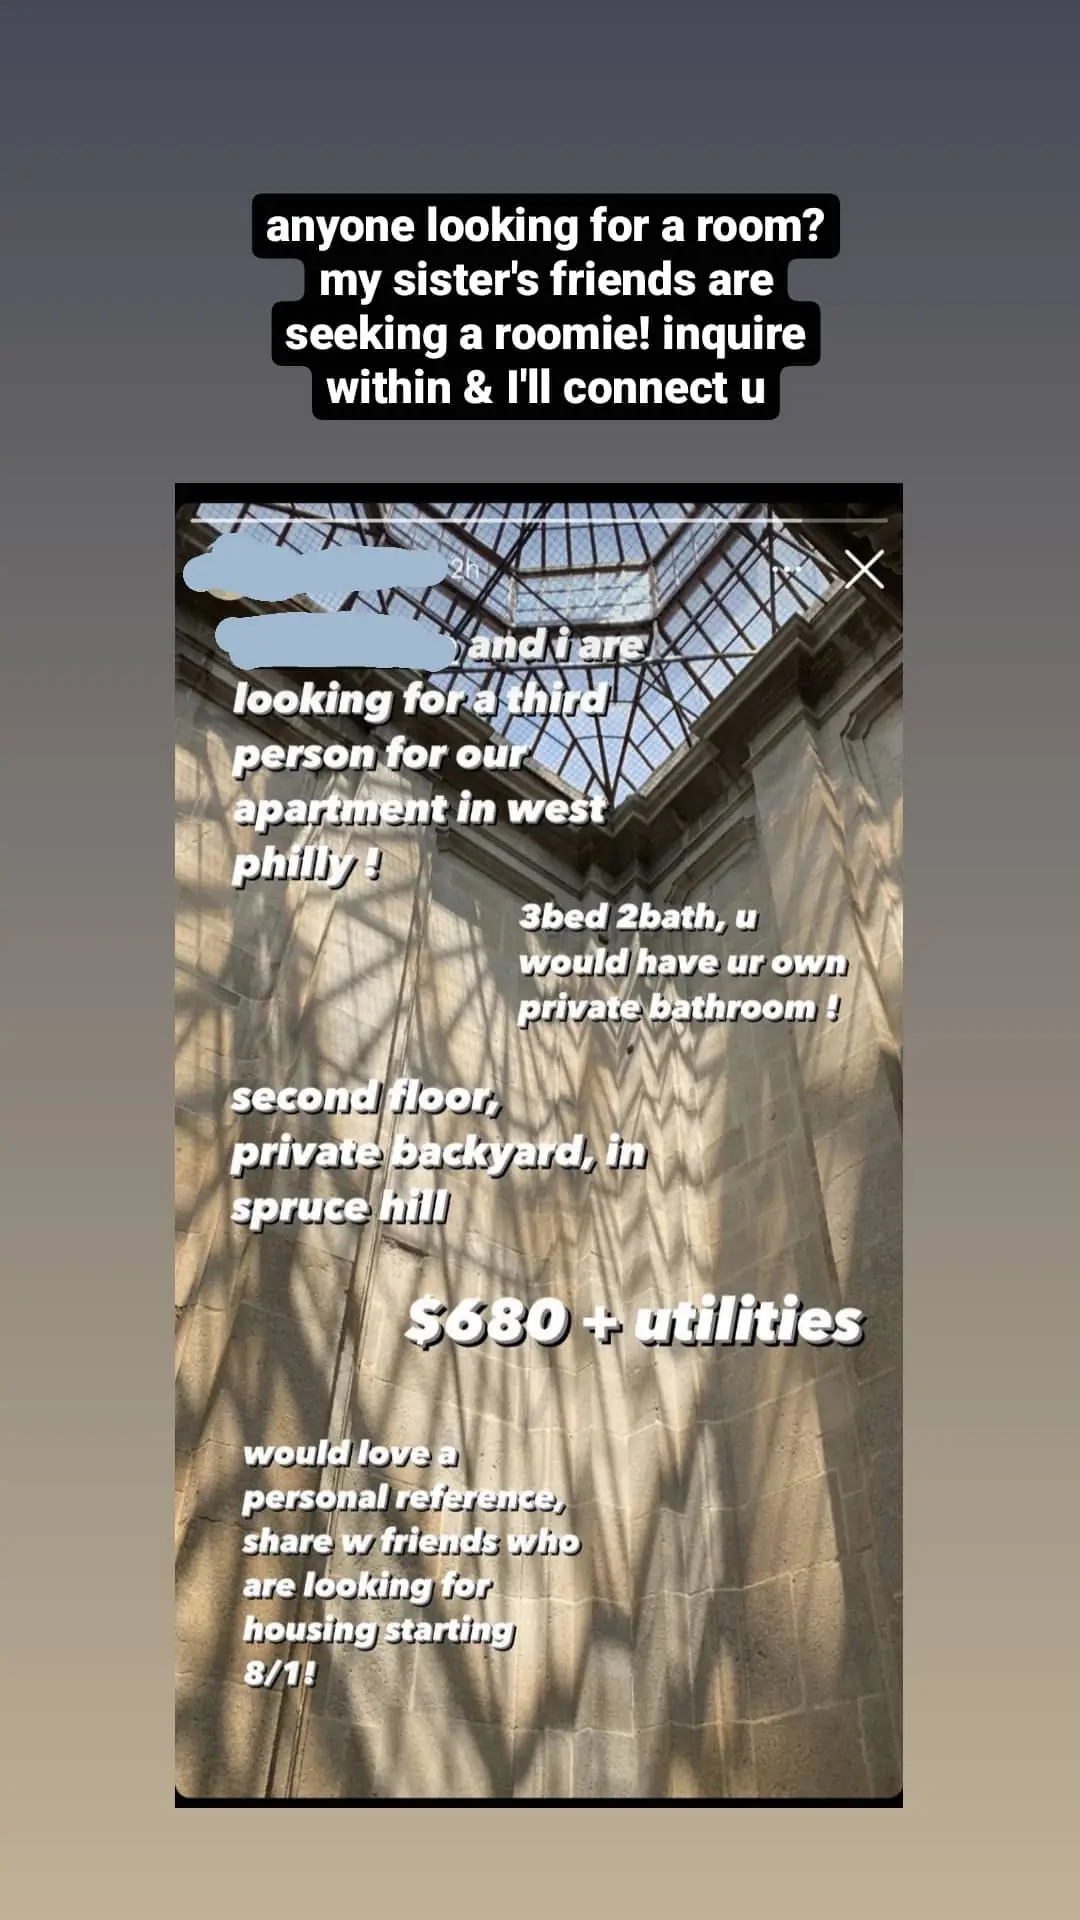 anyone looking for a room?
my sister's friends are
seeking a roomie! inquire
within & I'll connect u
2h
and i are
looking for a third
person for our
apartment in west
philly !
3bed 2bath, u
would have ur own
private bathroom !
second floor,
private backyard, in
spruce hill
$680 + utilities
would love a
personal reference,
share w friends who
are looking for
housing starting
8/1!